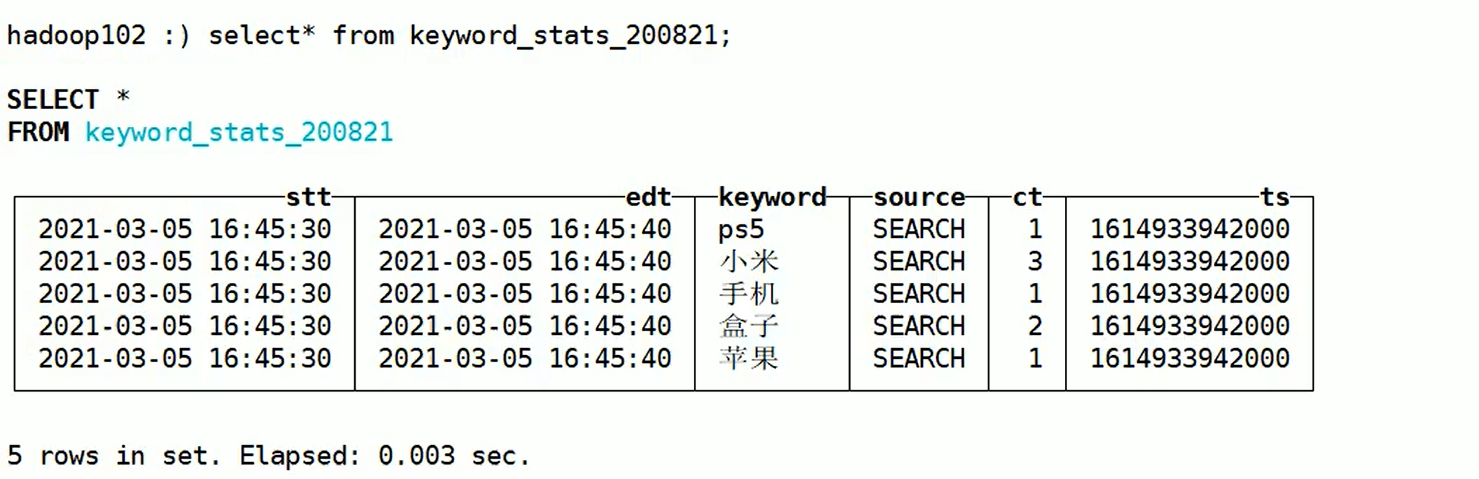 hadoop102 :) select* from keyword_stats_200821;
SELECT *
FROM keyword_stats_200821
stt edt keyword source ct ts
2021-03-05 16:45:30 2021-03-05 16:45:40 ps5 SEARCH 1 1614933942000
2021-03-05 16:45:30 2021-03-05 16:45:40 小米 SEARCH 3 1614933942000
2021-03-05 16:45:30 2021-03-05 16:45:40 手机 SEARCH 1 1614933942000
2021-03-05 16:45:30 2021-03-05 16:45:40 盒子 SEARCH 2 1614933942000
2021-03-05 16:45:30 2021-03-05 16:45:40 苹果 SEARCH 1 1614933942000
5 rows in set. Elapsed: 0.003 sec.